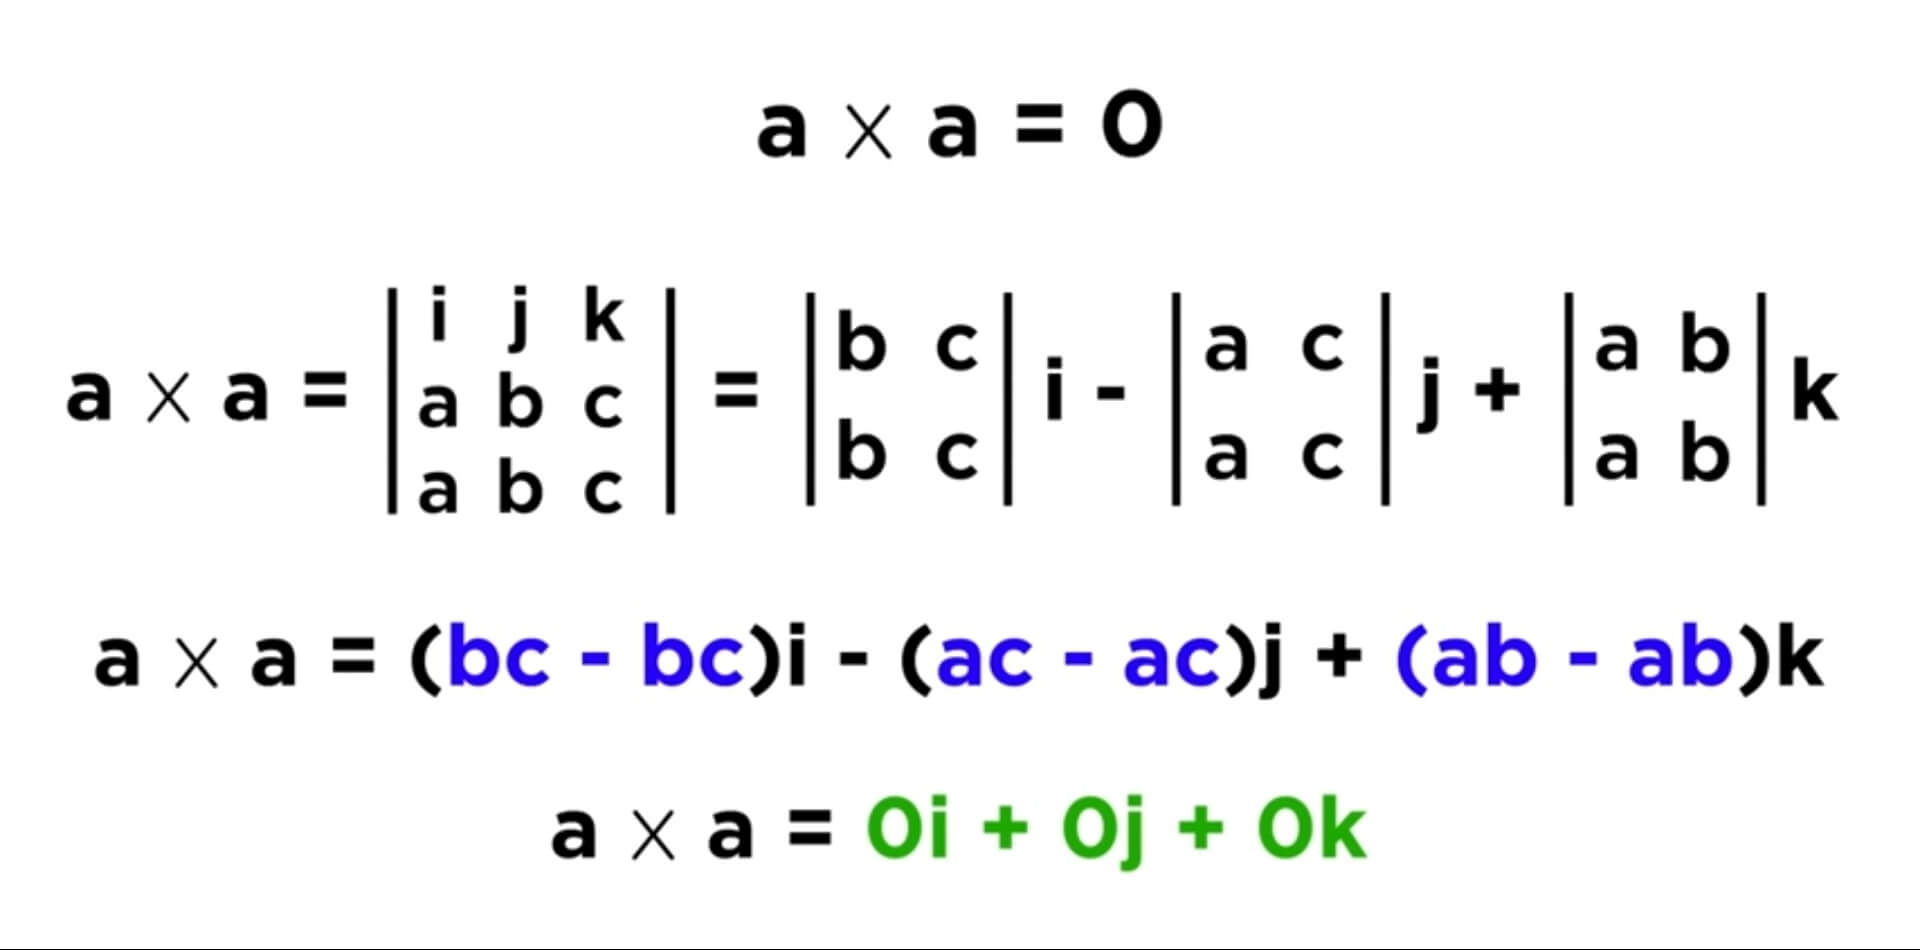 a × a = 0
a × a = | i j k | = | b c | i - | a c | j + | a b | k
a b c b c a c a b
a b c
a × a = (bc - bc)i - (ac - ac)j + (ab - ab)k
a × a = 0i + 0j + 0k